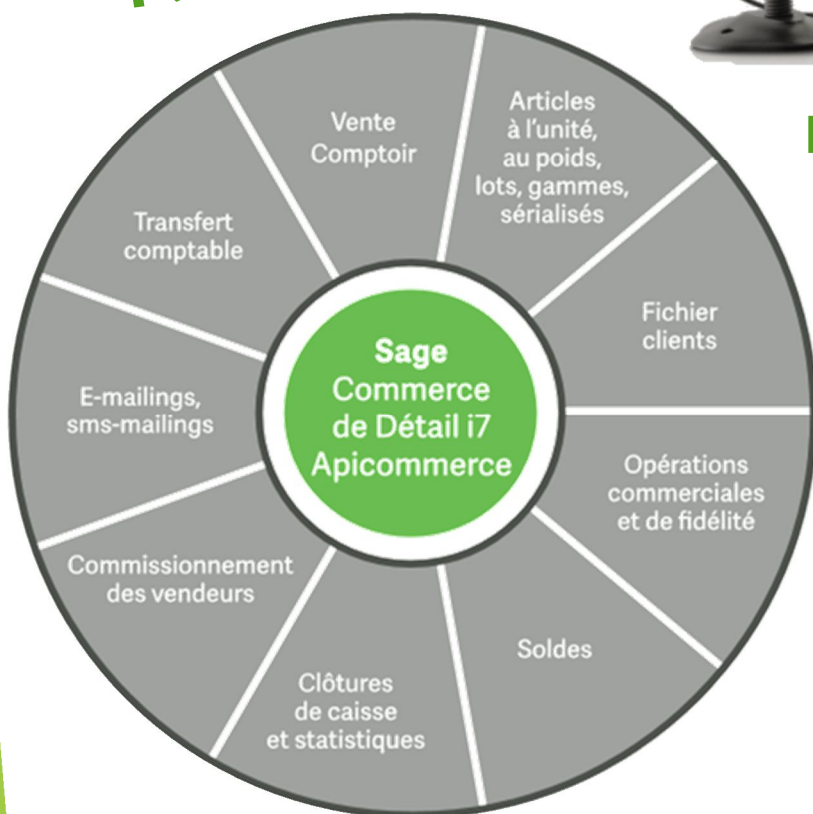 Vente
Comptoir
Articles
à l'unité,
au poids,
lots, gammes,
sérialisés
Fichier
clients
Opérations
commerciales
et de fidélité
Soldes
Clôtures
de caisse
et statistiques
Commissionnement
des vendeurs
E-mailings,
sms-mailings
Transfert
comptable
Sage
Commerce
de Détail i7
Apicommerce